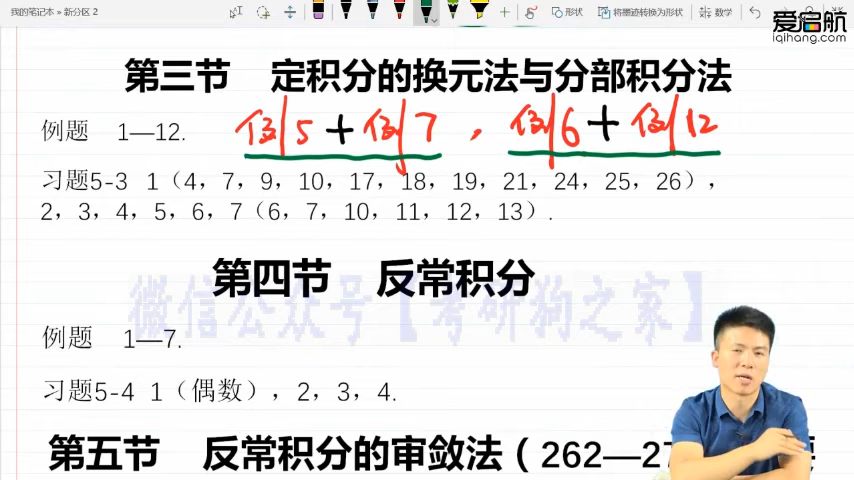 我的笔记本 » 新分区 2
形状 将墨迹转换为形状 数学
爱启航
iqihang.com
第三节 定积分的换元法与分部积分法
例题 1—12. 例5+例7，例6+例12
习题5-3 1（4，7，9，10，17，18，19，21，24，25，26），
2，3，4，5，6，7（6，7，10，11，12，13）.
第四节 反常积分
微信公众号【考研狗之家】
例题 1—7.
习题5-4 1（偶数），2，3，4.
第五节 反常积分的审敛法（262—27